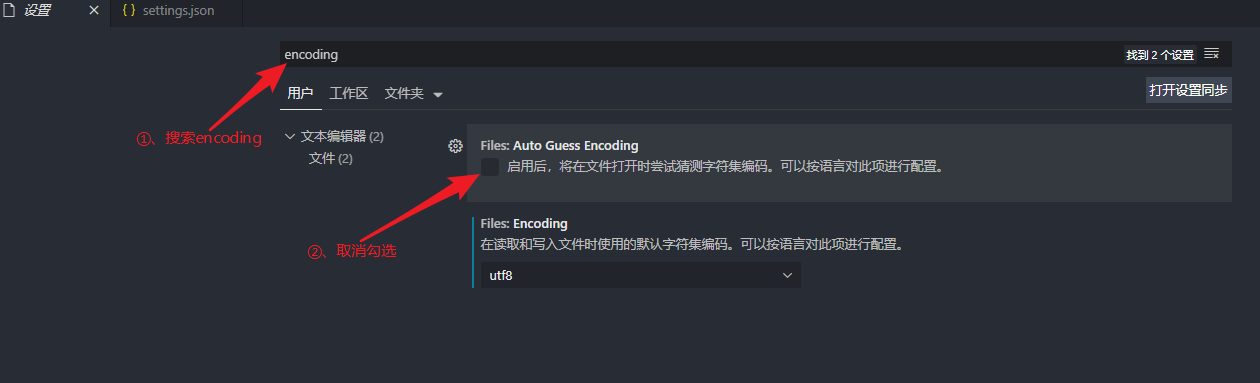 设置
{ } settings.json
encoding
找到 2 个设置
用户 工作区 文件夹
打开设置同步
①、搜索encoding
文本编辑器 (2)
文件 (2)
Files: Auto Guess Encoding
启用后，将在文件打开时尝试猜测字符集编码。可以按语言对此项进行配置。
②、取消勾选
Files: Encoding
在读取和写入文件时使用的默认字符集编码。可以按语言对此项进行配置。
utf8